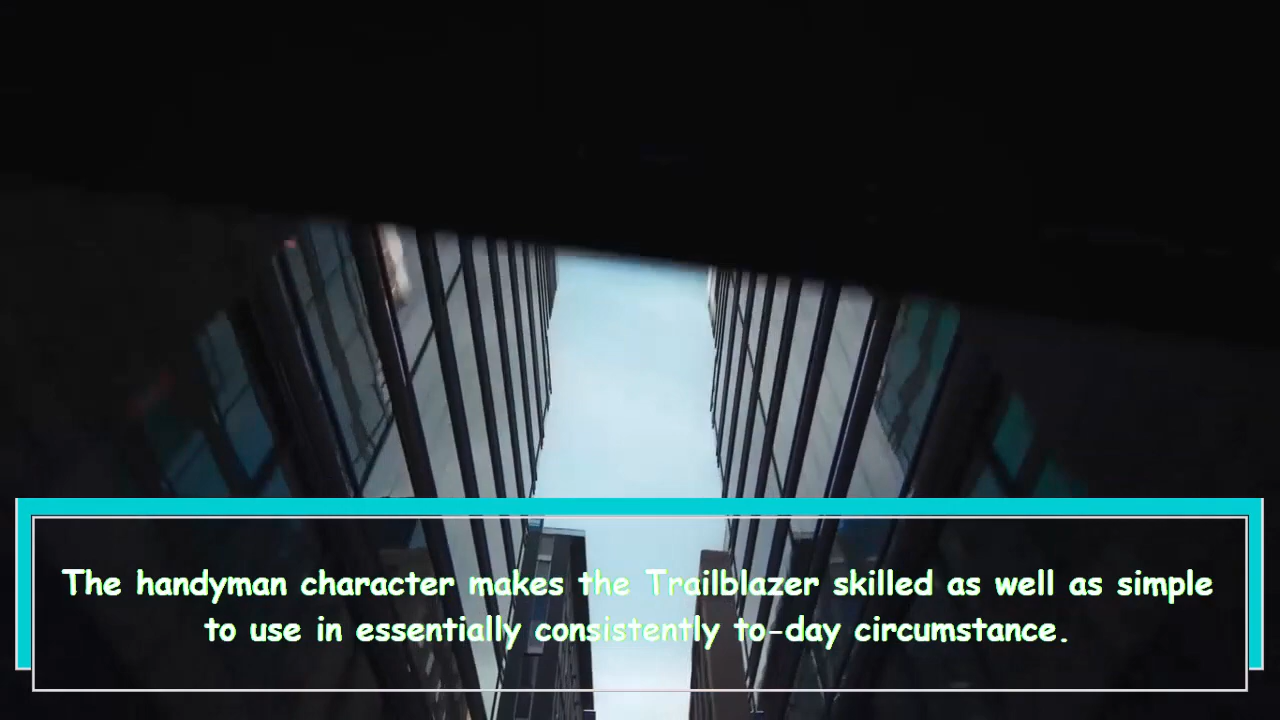 The handyman character makes the Trailblazer skilled as well as simple
to use in essentially consistently to-day circumstance.